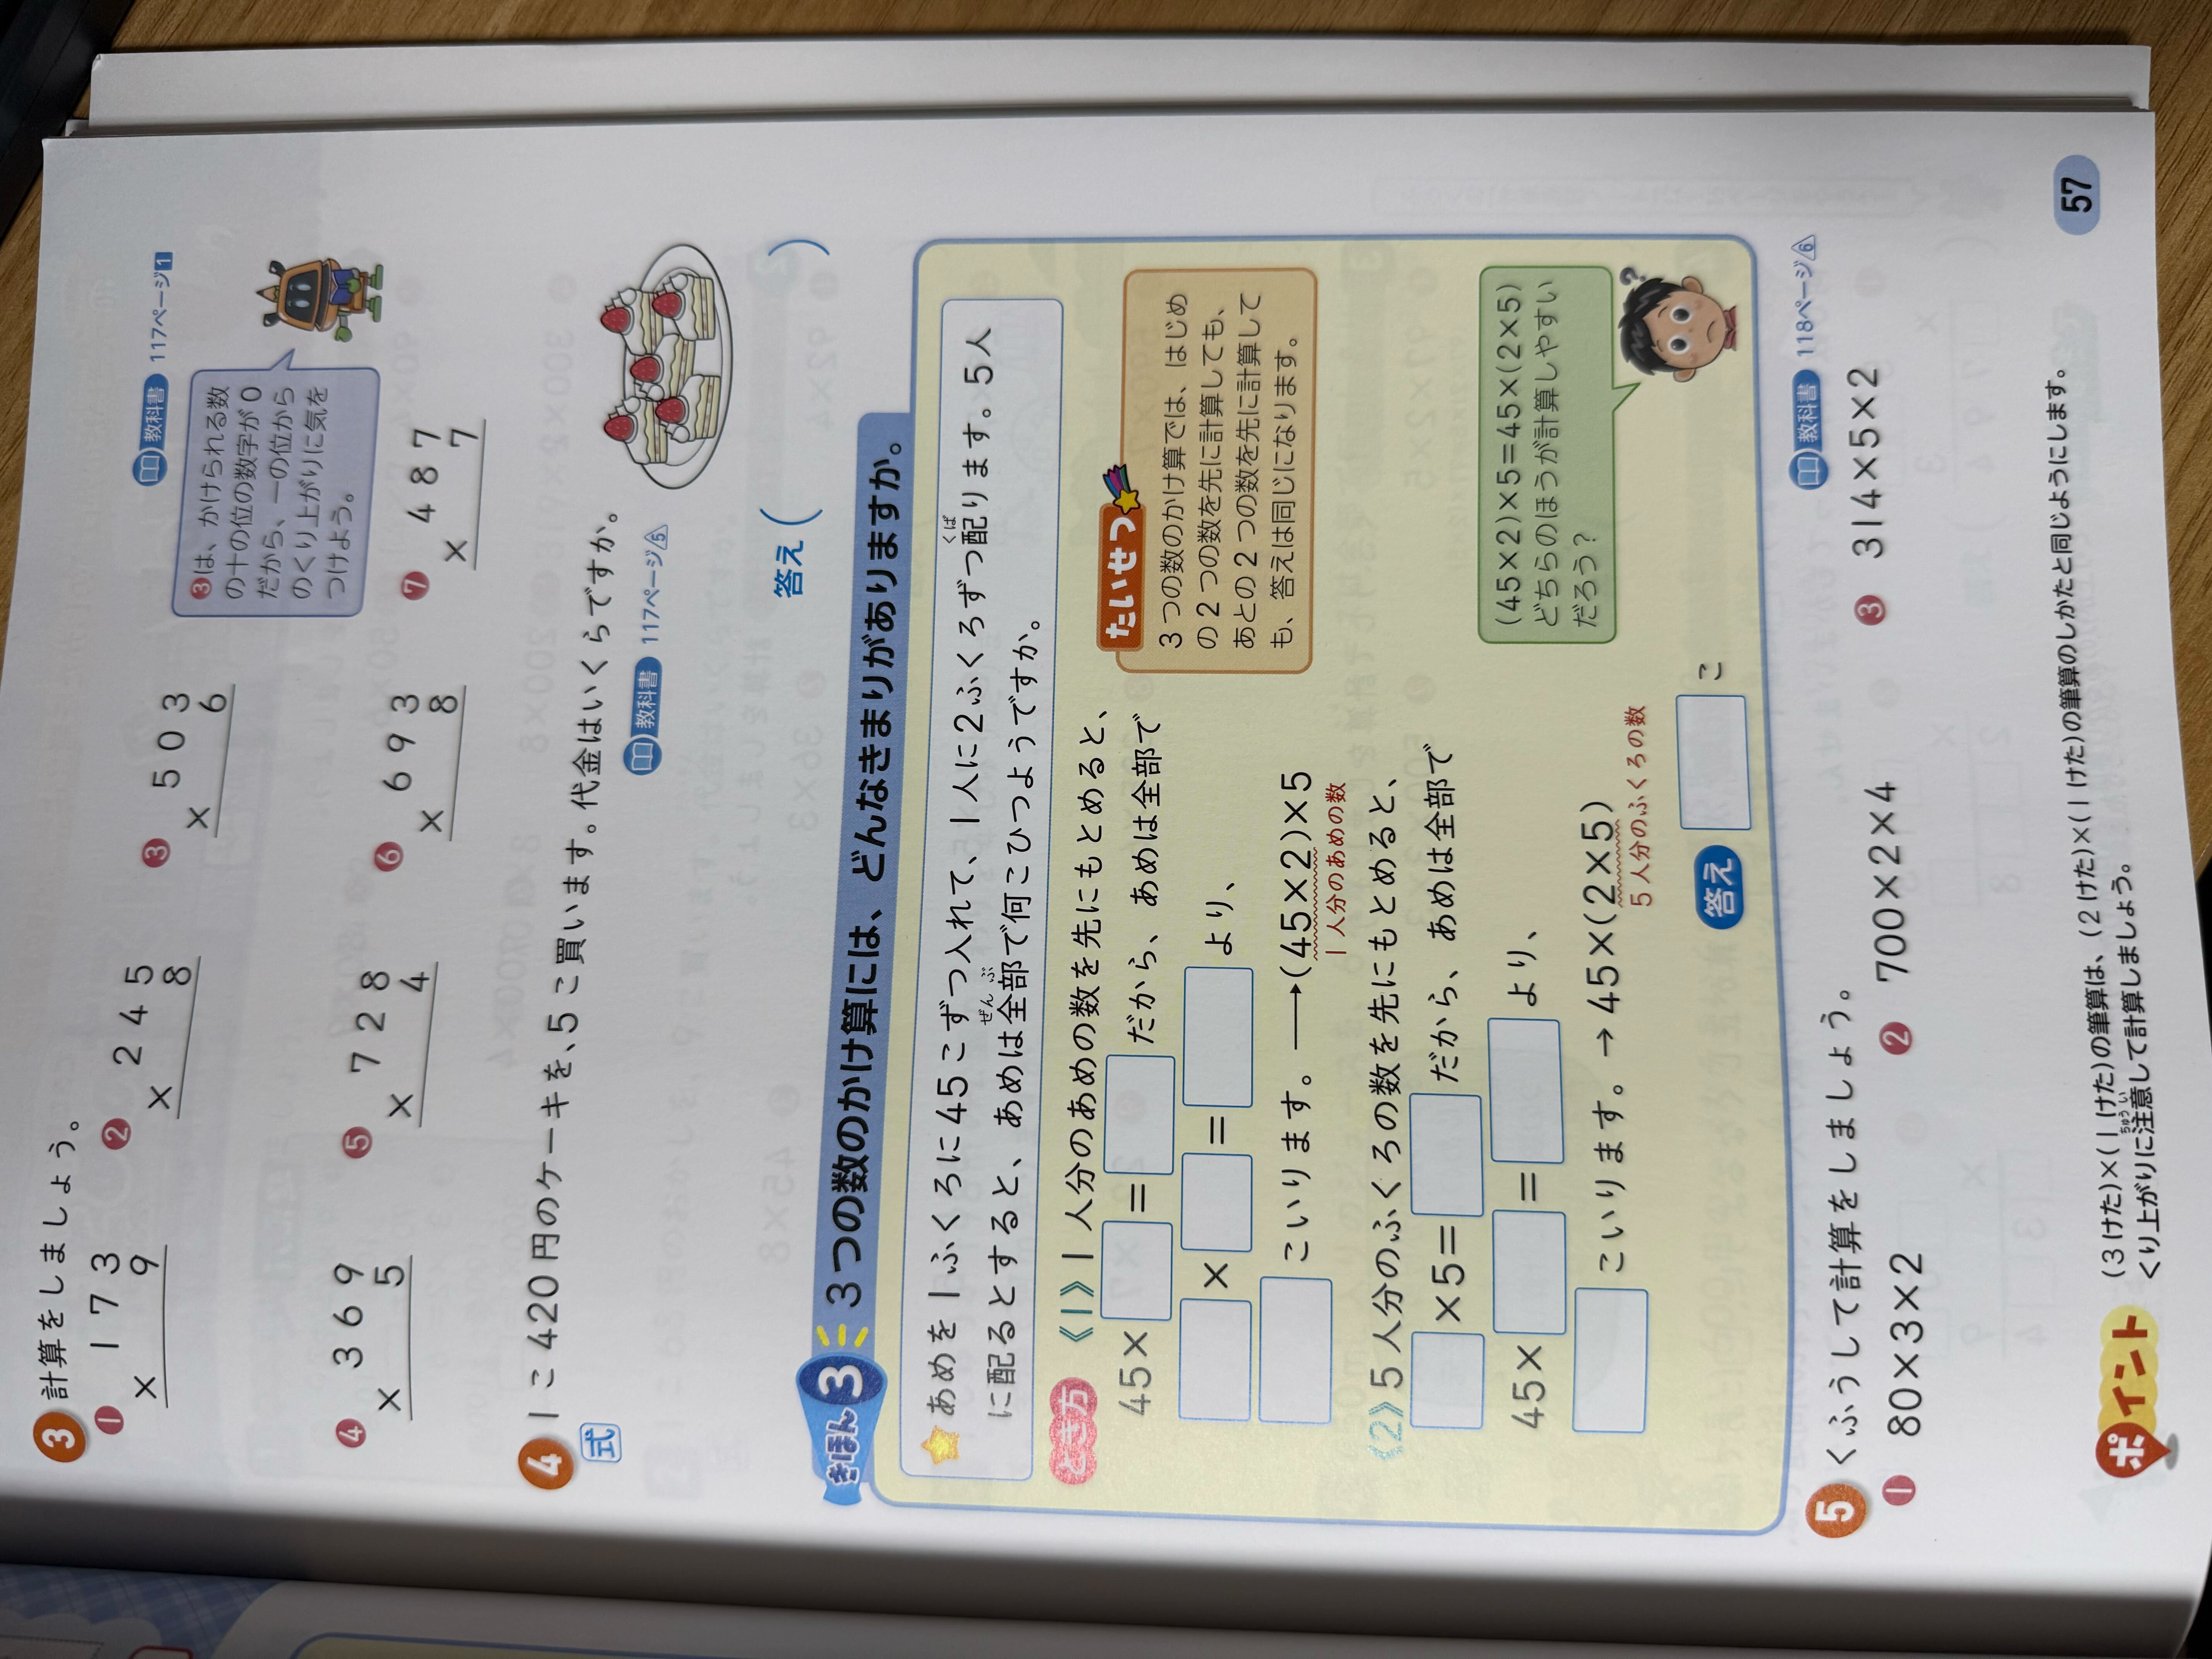 3 計算をしましょう。
教科書 117ページ1
1 173
×9
2 245
×8
3 503
×6
3は、かけられる数
の十の位の数字が0
だから、一の位から
のくり上がりに気を
つけよう。
4 369
×5
5 728
×4
6 693
×8
7 487
×7
4 1こ420円のケーキを、5こ買います。代金はいくらですか。
教科書 117ページ5
式
答え( )
きほん3 3つの数のかけ算には、どんなきまりがありますか。
あめを1ふくろに45こずつ入れて、1人に2ふくろずつ配ります。5人
くば
に配るとすると、あめは全部で何こひつようですか。
ぜんぶ
とき方 《1》1人分のあめの数を先にもとめると、
45×□=□だから、あめは全部で
□×□=□より、
□こいります。→(45×2)×5
1人分のあめの数
たいせつ
3つの数のかけ算では、はじめ
の2つの数を先に計算しても、
あとの2つの数を先に計算して
も、答えは同じになります。
《2》5人分のふくろの数を先にもとめると、
□×5=□だから、あめは全部で
45×□=□より、
□こいります。→45×(2×5)
5人分のふくろの数
(45×2)×5=45×(2×5)
どちらのほうが計算しやすい
だろう?
?
答え □こ
5 くふうして計算をしましょう。
教科書 118ページ6
1 80×3×2
2 700×2×4
3 314×5×2
ポイント
(3けた)×(1けた)の筆算は、(2けた)×(1けた)の筆算のしかたと同じようにします。
くり上がりに注意して計算しましょう。
ちゅうい
57